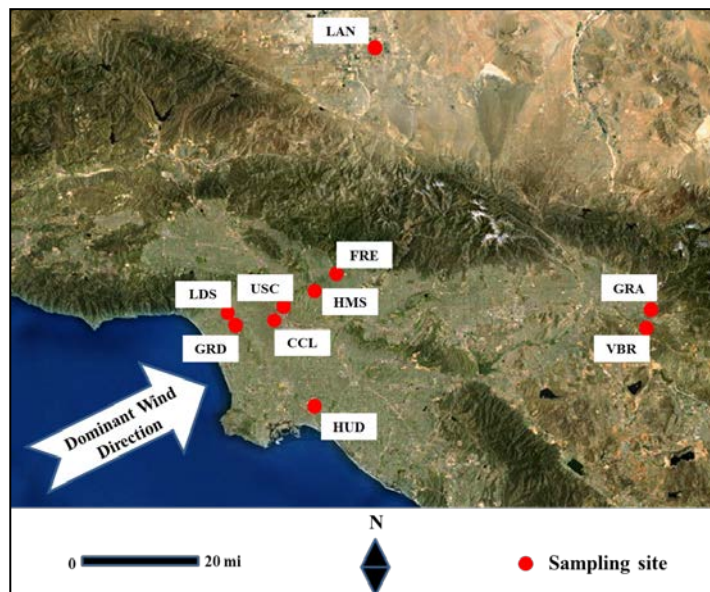 LAN
FRE
USC
LDS
HMS
GRA
GRD
CCL
VBR
HUD
Dominant Wind
Direction
N
0
20 mi
Sampling site